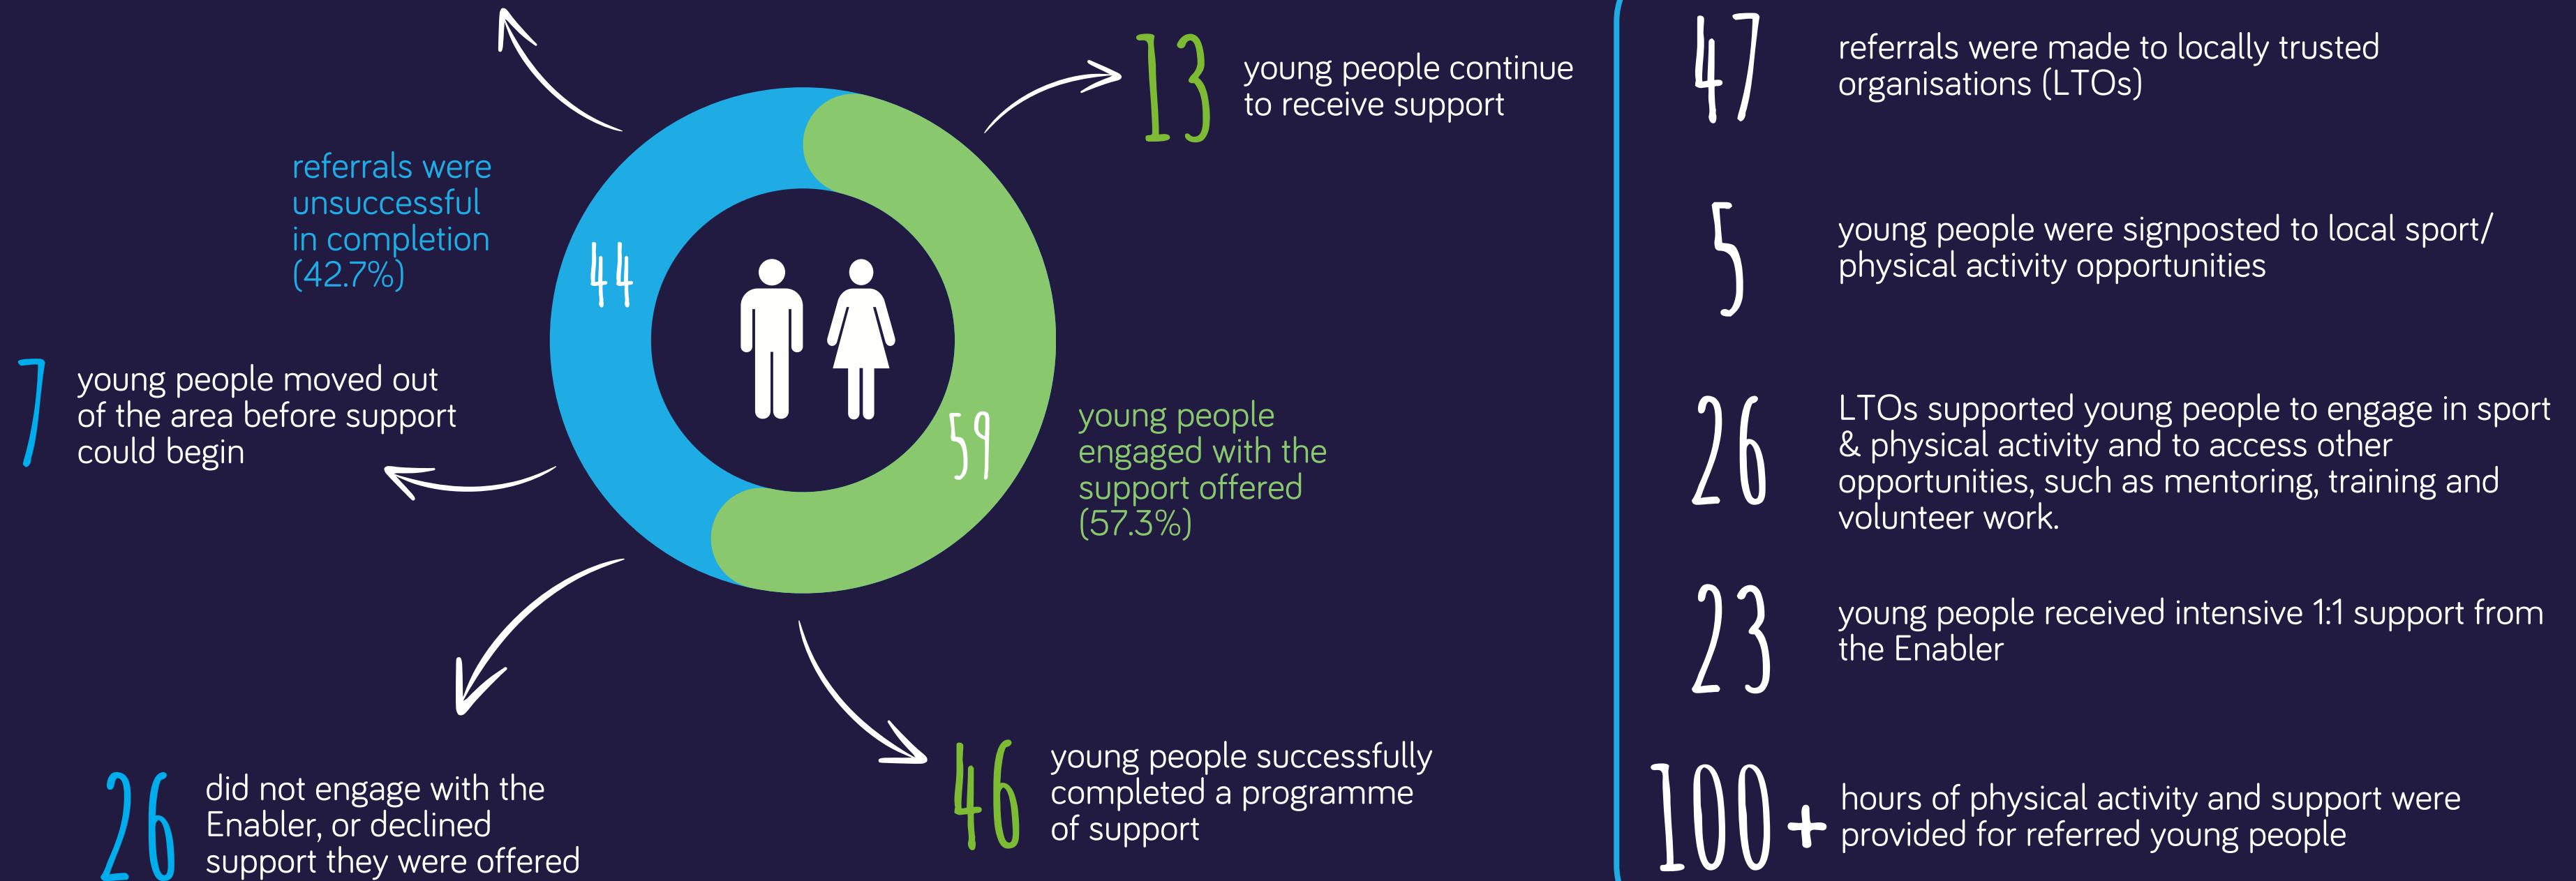 13
young people continue
to receive support
referrals were
unsuccessful
in completion
(42.7%)
44
7
young people moved out
of the area before support
could begin
59
young people
engaged with the
support offered
(57.3%)
26
did not engage with the
Enabler, or declined
support they were offered
46
young people successfully
completed a programme
of support
47
referrals were made to locally trusted
organisations (LTOs)
5
young people were signposted to local sport/
physical activity opportunities
26
LTOs supported young people to engage in sport
& physical activity and to access other
opportunities, such as mentoring, training and
volunteer work.
23
young people received intensive 1:1 support from
the Enabler
100+
hours of physical activity and support were
provided for referred young people